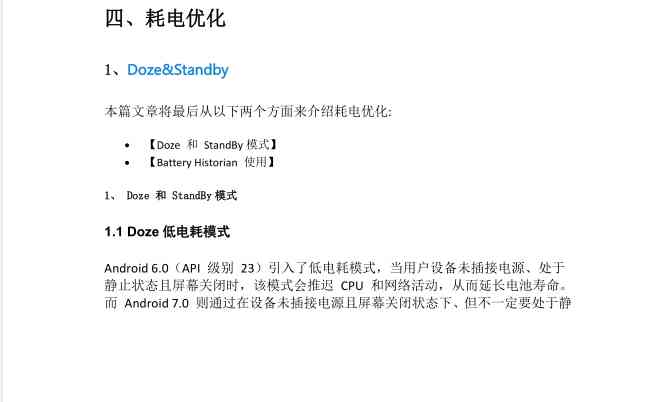 四、耗电优化
1、Doze&Standby
本篇文章将最后从以下两个方面来介绍耗电优化:
• 【Doze 和 StandBy 模式】
• 【Battery Historian 使用】
1、 Doze 和 StandBy 模式
1.1 Doze 低电耗模式
Android 6.0（API 级别 23）引入了低电耗模式，当用户设备未插接电源、处于
静止状态且屏幕关闭时，该模式会推迟 CPU 和网络活动，从而延长电池寿命。
而 Android 7.0 则通过在设备未插接电源且屏幕关闭状态下、但不一定要处于静